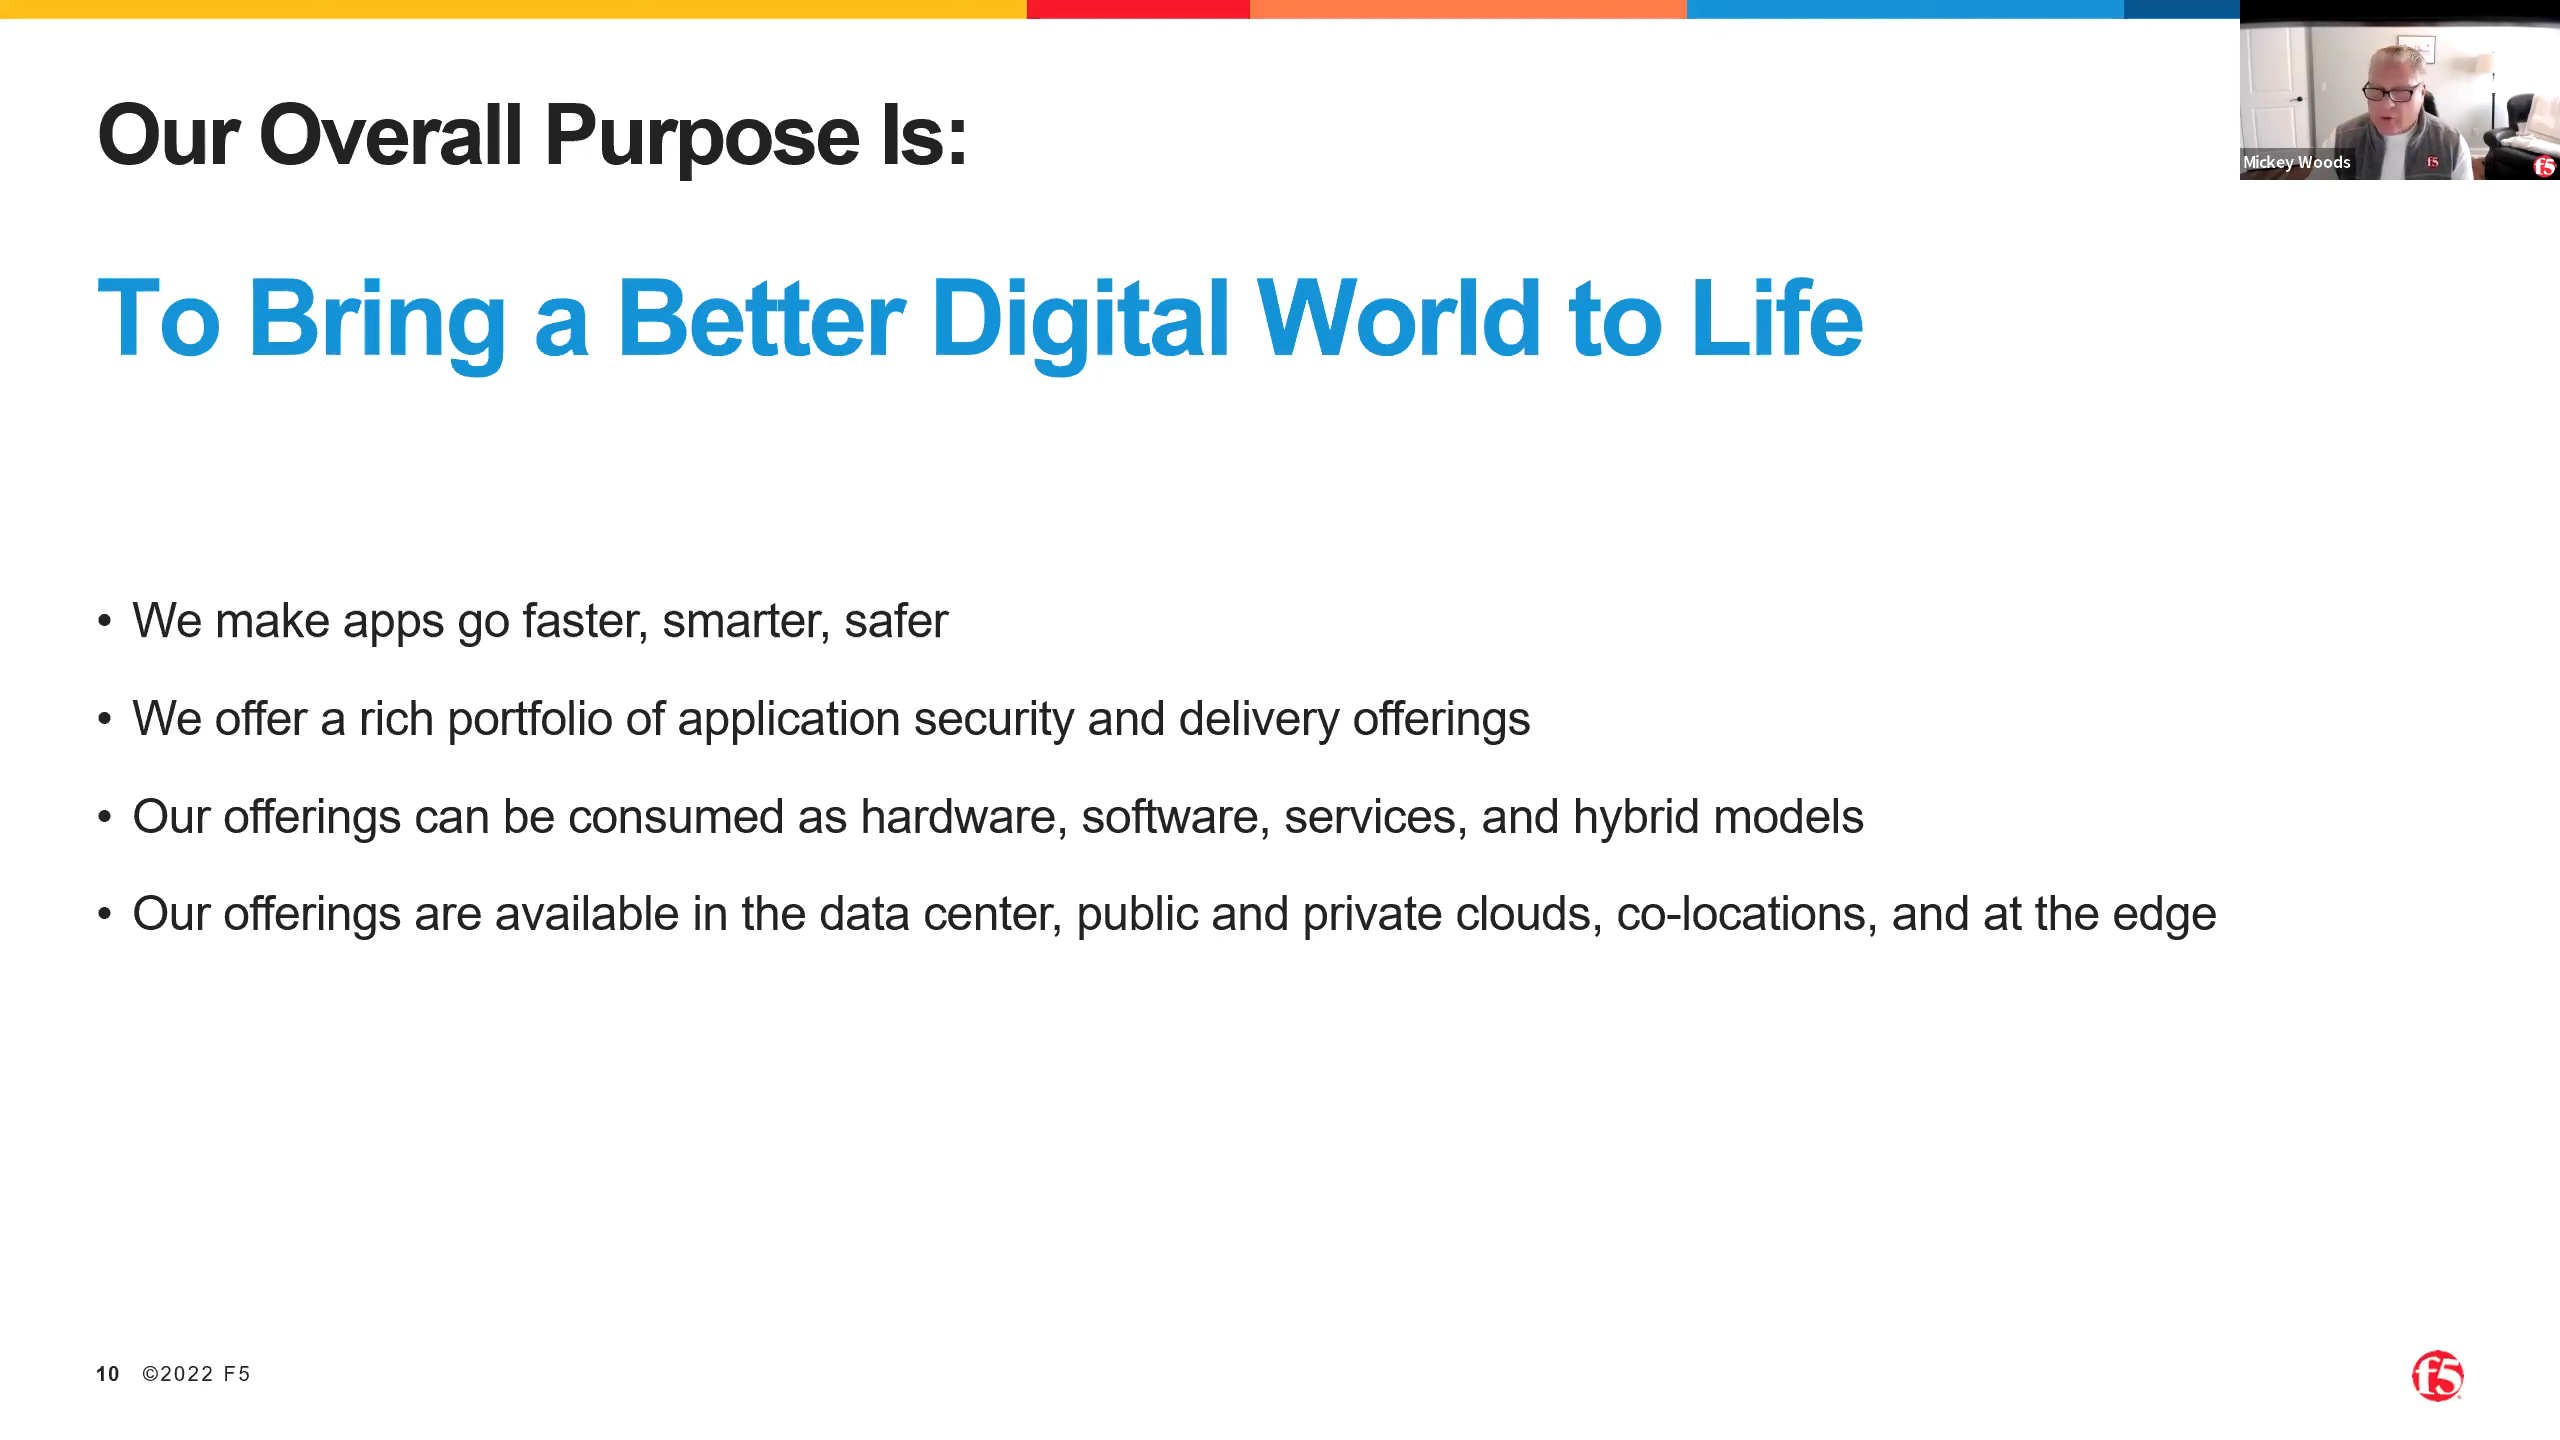 Our Overall Purpose Is:
Mickey Woods
f5
f5
To Bring a Better Digital World to Life
• We make apps go faster, smarter, safer
• We offer a rich portfolio of application security and delivery offerings
• Our offerings can be consumed as hardware, software, services, and hybrid models
• Our offerings are available in the data center, public and private clouds, co-locations, and at the edge
10 ©2022 F5
f5